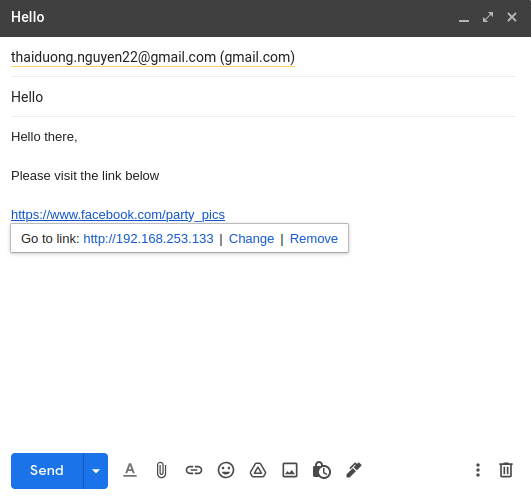 Hello
thaiduong.nguyen22@gmail.com (gmail.com)
Hello
Hello there,
Please visit the link below
https://www.facebook.com/party_pics
Go to link: http://192.168.253.133 | Change | Remove
Send
A